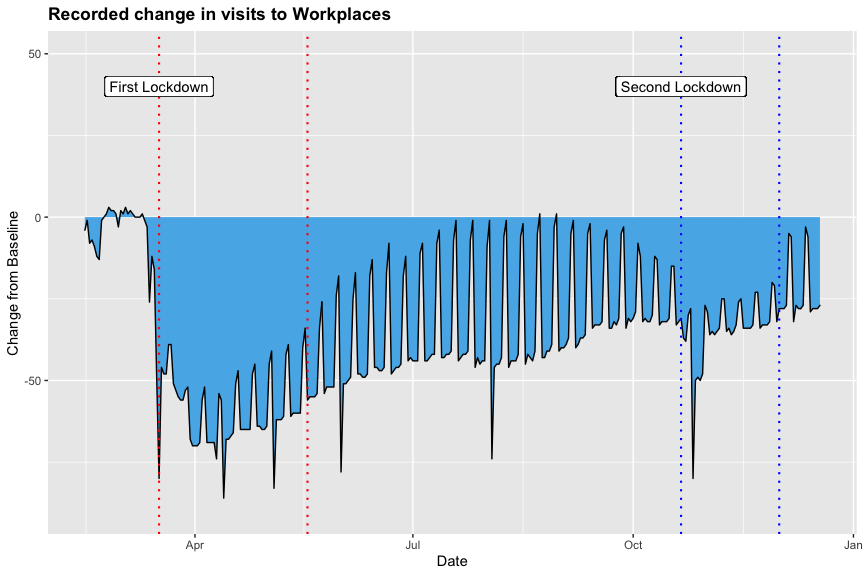 Recorded change in visits to Workplaces
50
First Lockdown
Second Lockdown
0
Change from Baseline
-50
Apr
Jul
Oct
Jan
Date